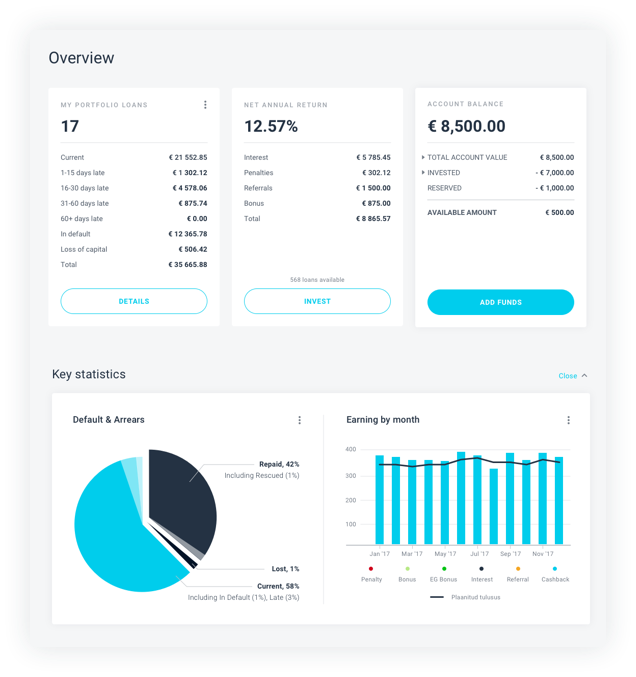 Overview
MY PORTFOLIO LOANS
17
Current € 21 552.85
1-15 days late € 1 302.12
16-30 days late € 4 578.06
31-60 days late € 875.74
60+ days late € 0.00
In default € 12 365.78
Loss of capital € 506.42
Total € 35 665.88
DETAILS
NET ANNUAL RETURN
12.57%
Interest € 5 785.45
Penalties € 302.12
Referrals € 1 500.00
Bonus € 875.00
Total € 8 865.57
568 loans available
INVEST
ACCOUNT BALANCE
€ 8,500.00
TOTAL ACCOUNT VALUE € 8,500.00
INVESTED - € 7,000.00
RESERVED - € 1,000.00
AVAILABLE AMOUNT € 500.00
ADD FUNDS
Key statistics
Close
Default & Arrears
Repaid, 42%
Including Rescued (1%)
Lost, 1%
Current, 58%
Including In Default (1%), Late (3%)
Earning by month
400
300
200
100
Jan '17 Mar '17 May '17 Jul '17 Sep '17 Nov '17
Penalty Bonus EG Bonus Interest Referral Cashback
Plaanitud tulusus